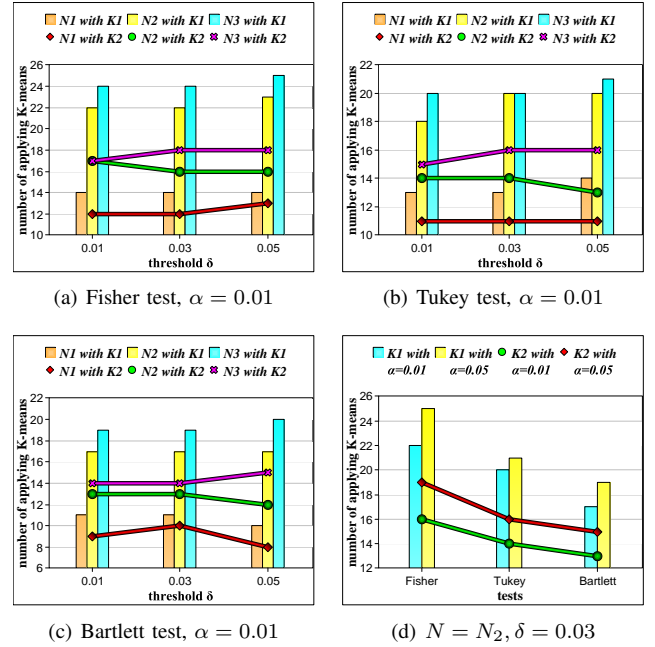 N1 with K1 N2 with K1 N3 with K1
N1 with K2 N2 with K2 N3 with K2
number of applying K-means
26
24
22
20
18
16
14
12
10
0.01 0.03 0.05
threshold δ
(a) Fisher test, α = 0.01
N1 with K1 N2 with K1 N3 with K1
N1 with K2 N2 with K2 N3 with K2
number of applying K-means
22
20
18
16
14
12
10
0.01 0.03 0.05
threshold δ
(b) Tukey test, α = 0.01
N1 with K1 N2 with K1 N3 with K1
N1 with K2 N2 with K2 N3 with K2
number of applying K-means
22
20
18
16
14
12
10
8
6
0.01 0.03 0.05
threshold δ
(c) Bartlett test, α = 0.01
K1 with K1 with K2 with K2 with
α=0.01 α=0.05 α=0.01 α=0.05
number of applying K-means
26
24
22
20
18
16
14
12
Fisher Tukey Bartlett
tests
(d) N = N₂, δ = 0.03